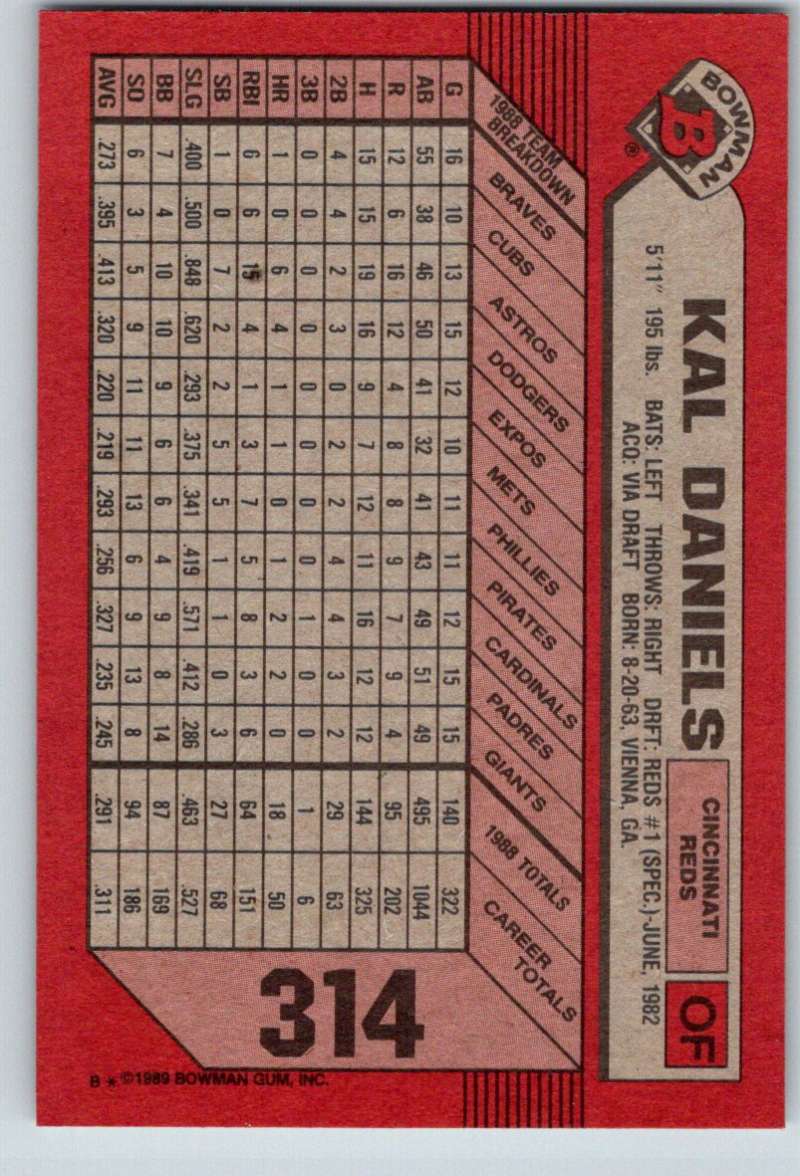 BOWMAN
B
®
KAL DANIELS
CINCINNATI
REDS
OF
5'11" 195 lbs. BATS: LEFT THROWS: RIGHT DRFT: REDS #1 (SPEC.)-JUNE, 1982
ACQ: VIA DRAFT BORN: 8-20-63, VIENNA, GA.
1988 TEAM
BREAKDOWN
BRAVES
CUBS
ASTROS
DODGERS
EXPOS
METS
PHILLIES
PIRATES
CARDINALS
PADRES
GIANTS
1988 TOTALS
CAREER
TOTALS
G 16 10 13 15 12 10 11 11 12 15 15 140 322
AB 55 38 46 50 41 32 41 43 49 51 49 495 1044
R 12 6 16 12 4 8 8 9 7 9 4 95 202
H 15 15 19 16 9 7 12 11 16 12 12 144 325
2B 4 4 2 3 0 2 2 4 4 3 2 29 63
3B 0 0 0 0 0 0 0 0 1 0 0 1 6
HR 1 0 6 4 1 1 0 1 2 2 0 18 50
RBI 6 6 15 4 1 3 7 5 8 3 6 64 151
SB 1 0 7 2 2 5 5 1 1 0 3 27 68
SLG .400 .500 .848 .620 .293 .375 .341 .419 .571 .412 .286 .463 .527
BB 7 4 10 10 9 6 6 4 9 8 14 87 169
SO 6 3 5 9 11 11 13 6 9 13 8 94 186
AVG .273 .395 .413 .320 .220 .219 .293 .256 .327 .235 .245 .291 .311
314
B * ©1989 BOWMAN GUM, INC.